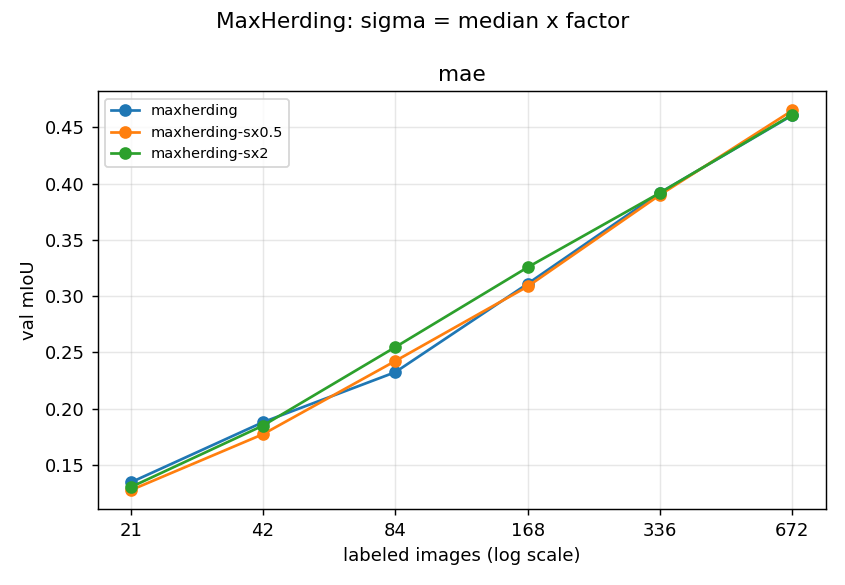 MaxHerding: sigma = median x factor
mae
maxherding
maxherding-sx0.5
maxherding-sx2
0.45
0.40
0.35
0.30
0.25
0.20
0.15
val mIoU
21 42 84 168 336 672
labeled images (log scale)